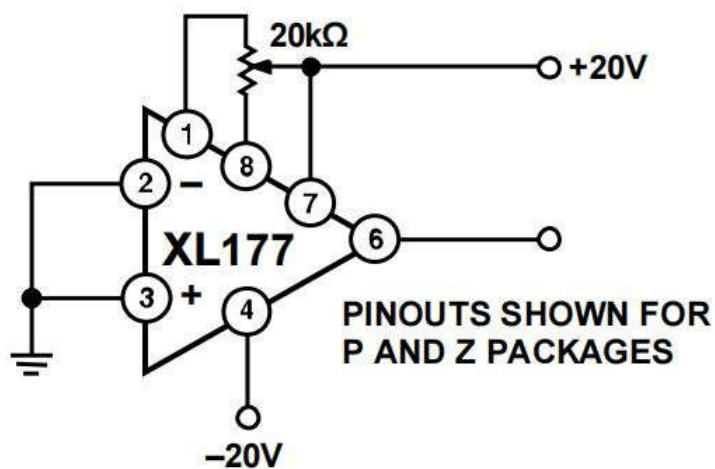 20kΩ
+20V
1
8
2
−
7
6
XL177
3
+
4
PINOUTS SHOWN FOR
P AND Z PACKAGES
−20V